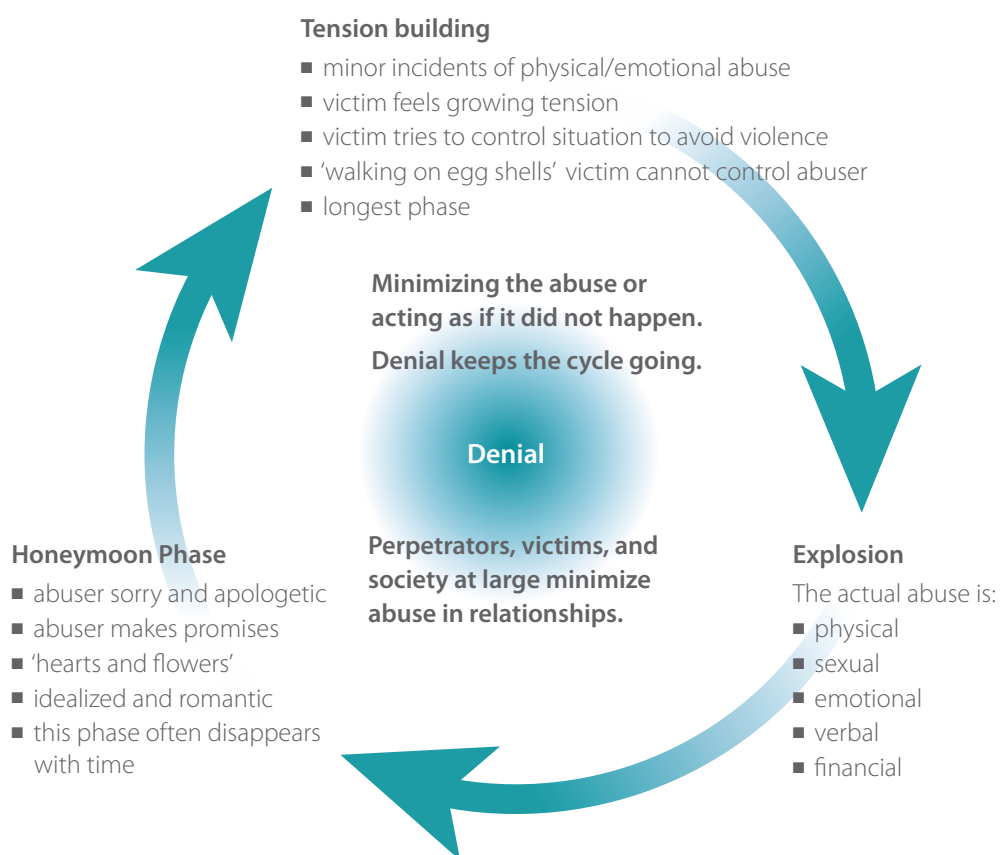 Tension building
■ minor incidents of physical/emotional abuse
■ victim feels growing tension
■ victim tries to control situation to avoid violence
■ ‘walking on egg shells’ victim cannot control abuser
■ longest phase
Minimizing the abuse or
acting as if it did not happen.
Denial keeps the cycle going.
Denial
Perpetrators, victims, and
society at large minimize
abuse in relationships.
Honeymoon Phase
■ abuser sorry and apologetic
■ abuser makes promises
■ ‘hearts and flowers’
■ idealized and romantic
■ this phase often disappears
with time
Explosion
The actual abuse is:
■ physical
■ sexual
■ emotional
■ verbal
■ financial